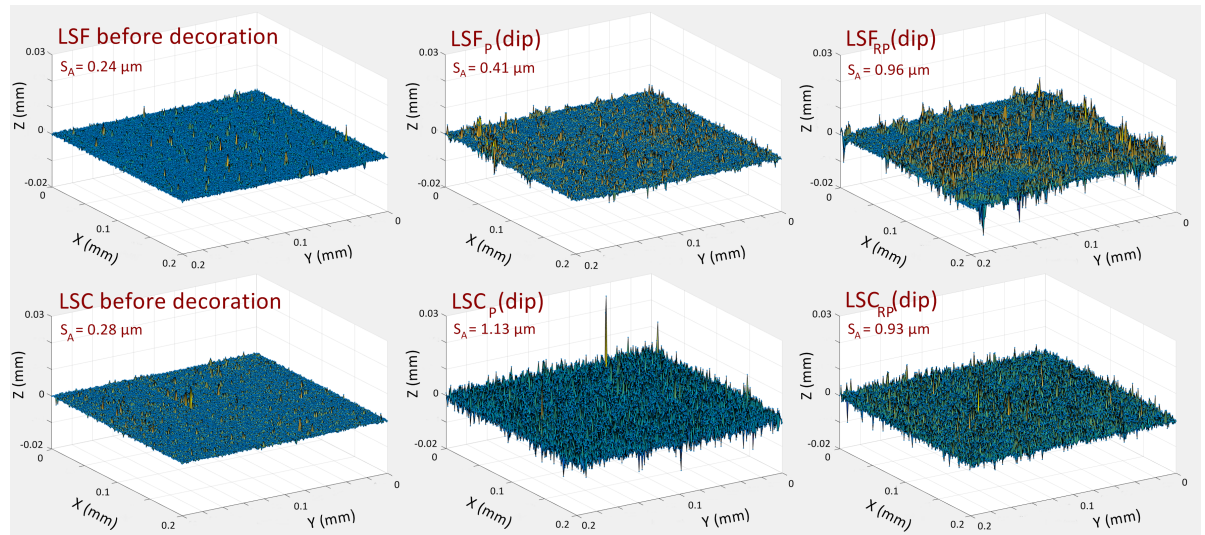 LSF before decoration
S_A = 0.24 µm
0.03
Z (mm)
0
-0.02
0
X (mm)
0.1
0.2
0.2
0.1
Y (mm)
0
LSF_P (dip)
S_A = 0.41 µm
0.03
Z (mm)
0
-0.02
0
X (mm)
0.1
0.2
0.2
0.1
Y (mm)
0
LSF_RP (dip)
S_A = 0.96 µm
0.03
Z (mm)
0
-0.02
0
X (mm)
0.1
0.2
0.2
0.1
Y (mm)
0
LSC before decoration
S_A = 0.28 µm
0.03
Z (mm)
0
-0.02
0
X (mm)
0.1
0.2
0.2
0.1
Y (mm)
0
LSC_P (dip)
S_A = 1.13 µm
0.03
Z (mm)
0
-0.02
0
X (mm)
0.1
0.2
0.2
0.1
Y (mm)
0
LSC_RP (dip)
S_A = 0.93 µm
0.03
Z (mm)
0
-0.02
0
X (mm)
0.1
0.2
0.2
0.1
Y (mm)
0